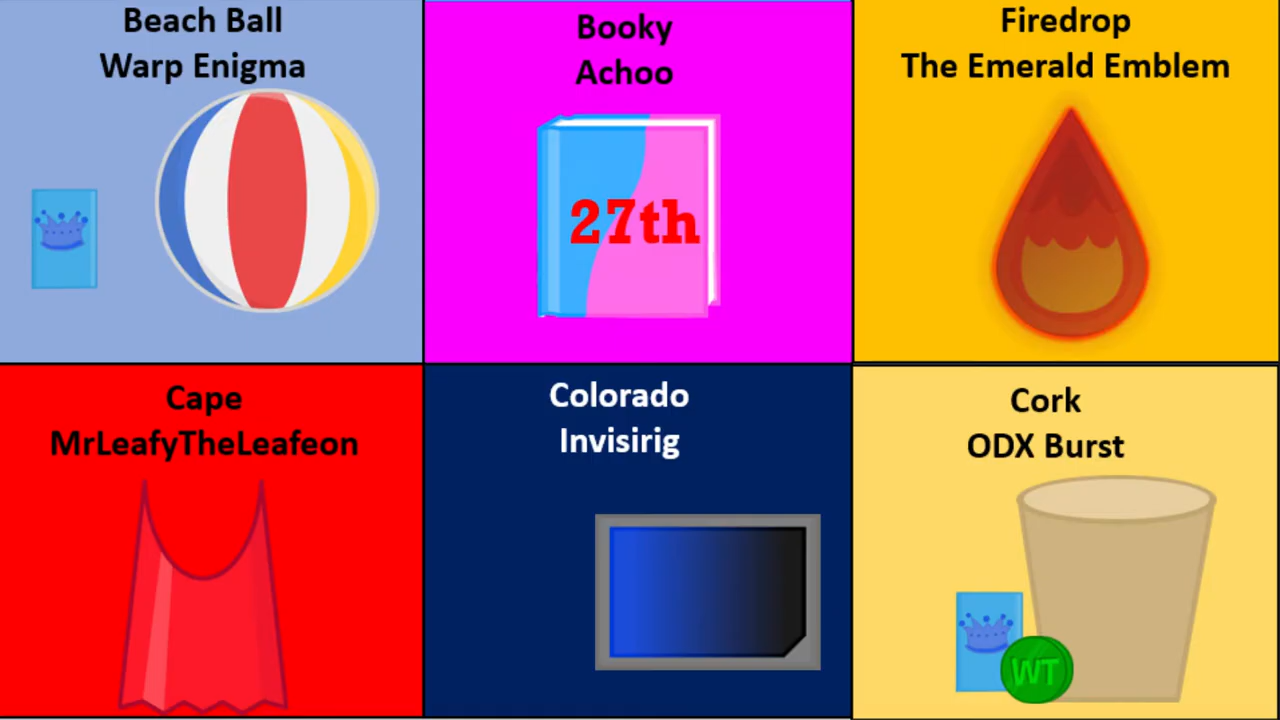 Beach Ball
Warp Enigma
Booky
Achoo
27th
Firedrop
The Emerald Emblem
Cape
MrLeafyTheLeafeon
Colorado
Invisirig
Cork
ODX Burst
WT